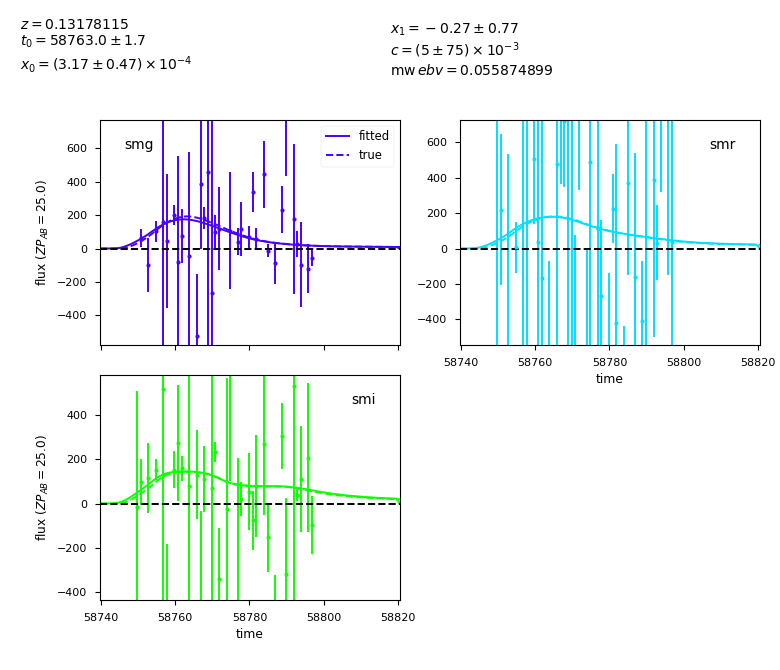 z = 0.13178115
t₀ = 58763.0 ± 1.7
x₀ = (3.17 ± 0.47) × 10⁻⁴
x₁ = −0.27 ± 0.77
c = (5 ± 75) × 10⁻³
mw ebv = 0.055874899
smg
fitted
true
600
400
200
0
−200
−400
flux (ZP_AB = 25.0)
smr
600
400
200
0
−200
−400
58740 58760 58780 58800 58820
time
smi
400
200
0
−200
−400
flux (ZP_AB = 25.0)
58740 58760 58780 58800 58820
time